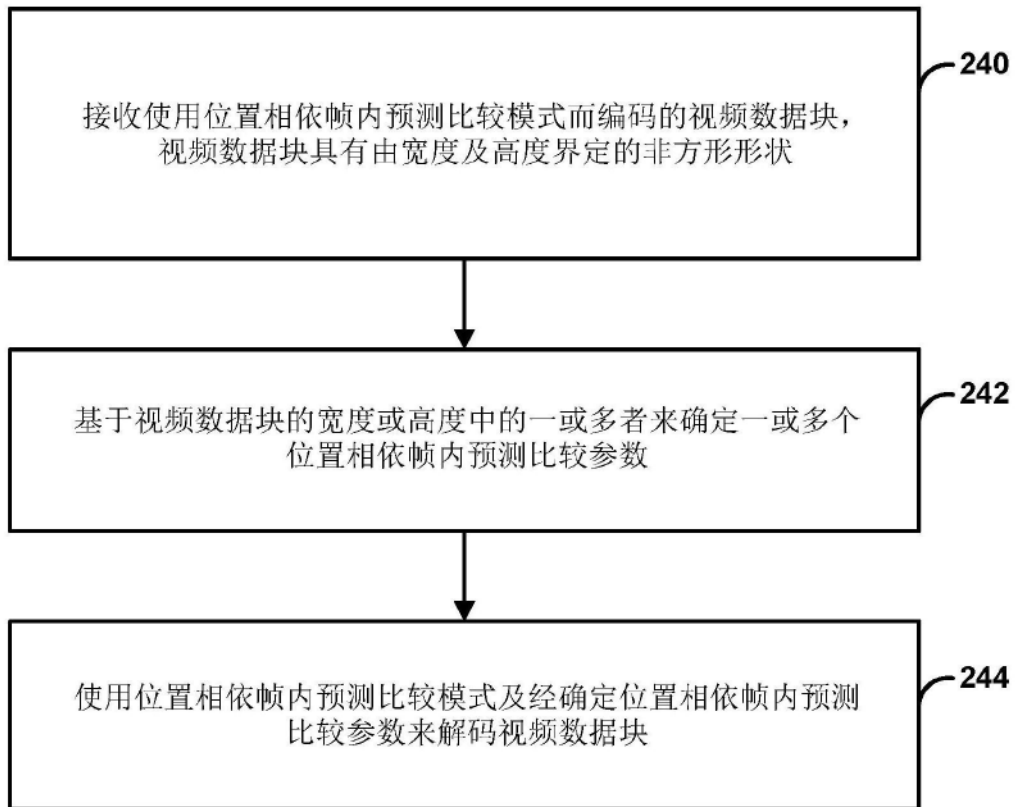 接收使用位置相依帧内预测比较模式而编码的视频数据块，
视频数据块具有由宽度及高度界定的非方形形状
240
基于视频数据块的宽度或高度中的一或多者来确定一或多个
位置相依帧内预测比较参数
242
使用位置相依帧内预测比较模式及经确定位置相依帧内预测
比较参数来解码视频数据块
244